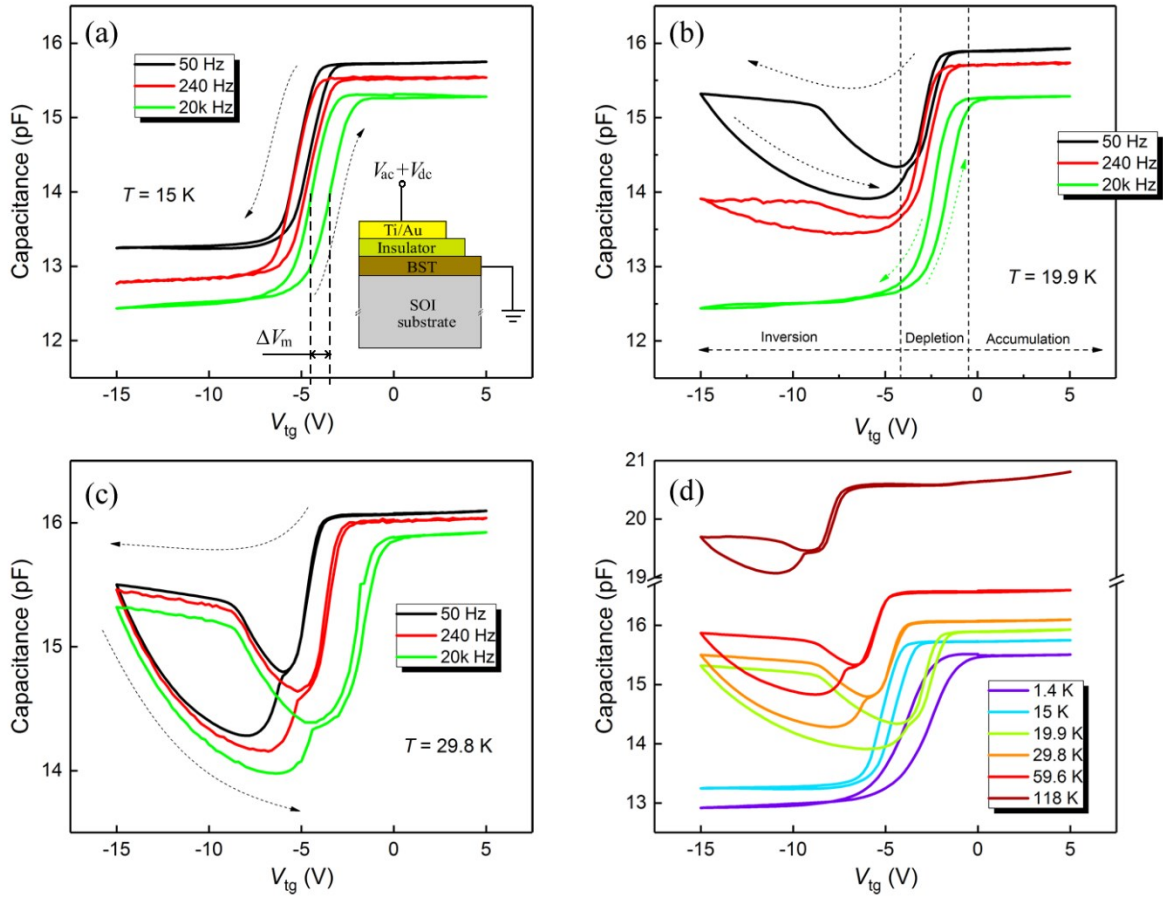 (a)
50 Hz
240 Hz
20k Hz
T = 15 K
Vac+Vdc
Ti/Au
Insulator
BST
SOI
substrate
ΔVm
16
15
14
13
12
Capacitance (pF)
-15 -10 -5 0 5
Vtg (V)
(b)
50 Hz
240 Hz
20k Hz
T = 19.9 K
Inversion Depletion Accumulation
16
15
14
13
12
Capacitance (pF)
-15 -10 -5 0 5
Vtg (V)
(c)
50 Hz
240 Hz
20k Hz
T = 29.8 K
16
15
14
Capacitance (pF)
-15 -10 -5 0 5
Vtg (V)
(d)
21
20
19
16
15
14
13
Capacitance (pF)
1.4 K
15 K
19.9 K
29.8 K
59.6 K
118 K
-15 -10 -5 0 5
Vtg (V)